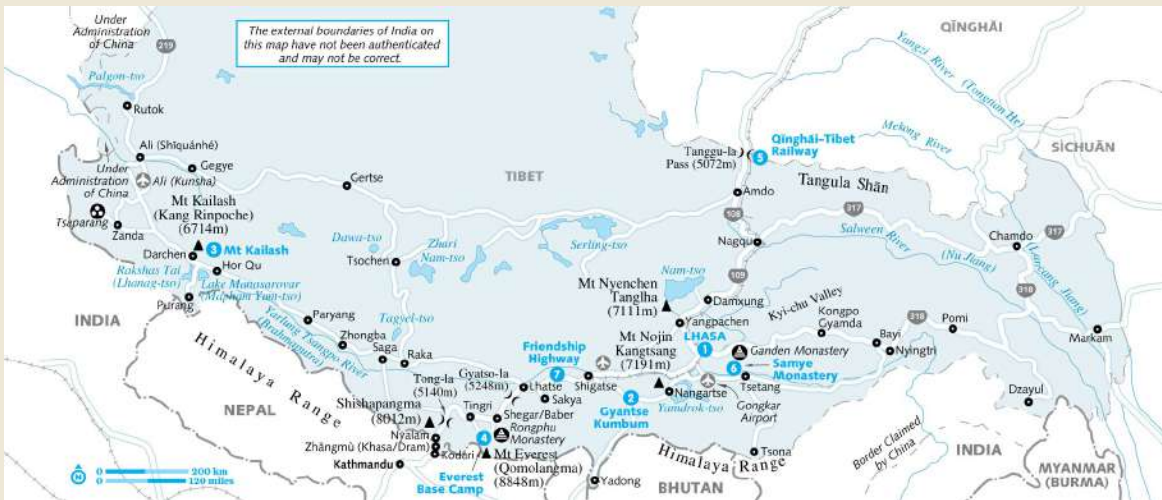 Under
Administration
of China
219
The external boundaries of India on
this map have not been authenticated
and may not be correct.
QĪNGHĂI
Yangzi River (Tongtian He)
Palgon-tso
Rutok
Mekong River
Qīnghăi–Tibet
Railway
5
Tanggu-la
Pass (5072m)
SÌCHUĀN
Ali (Shīquánhé)
Gegye
Under
Administration
of China
Ali (Kunsha)
TIBET
Gertse
Tangula Shān
Amdo
Mt Kailash
(Kang Rinpoche)
(6714m)
Tsaparang
Zanda
108
317
317
Salween River
(Nu Jiang)
Chamdo
(Lancang Jiang)
Dawa-tso
Zhari
Nam-tso
Serling-tso
Nagqu
3
Mt Kailash
Darchen
Hor Qu
Tsochen
Rakshas Tal
(Lhanag-tso)
Lake Manasarovar
(Mapham Yum-tso)
Nam-tso
109
318
Mt Nyenchen
Tanglha
(7111m)
Damxung
Kyi-chu Valley
Purang
Paryang
Tagyel-tso
Yangpachen
Kongpo
Gyamda
318
Pomi
INDIA
Yarlung Tsangpo River
(Brahmaputra)
Zhongba
Saga
Raka
Mt Nojin
Kangtsang
(7191m)
LHASA
1
Ganden Monastery
Bayi
Nyingtri
Markam
Himalaya Range
Friendship
Highway
7
Gyatso-la
(5248m)
Tong-la
(5140m)
Lhatse
Shigatse
6
Samye
Monastery
Tsetang
Nangartse
Sakya
2
Gyantse
Kumbum
Yamdrok-tso
Gongkar
Airport
Dzayul
NEPAL
Shishapangma
(8012m)
Tingri
Shegar/Baber
Rongphu
Monastery
4
Nyalam
Zhāngmù (Khasa/Dram)
Kodari
Mt Everest
(Qomolangma)
(8848m)
Everest
Base Camp
Kathmandu
Himalaya Range
Tsona
Border Claimed
by China
INDIA
MYANMAR
(BURMA)
Yadong
BHUTAN
N
0 200 km
0 120 miles